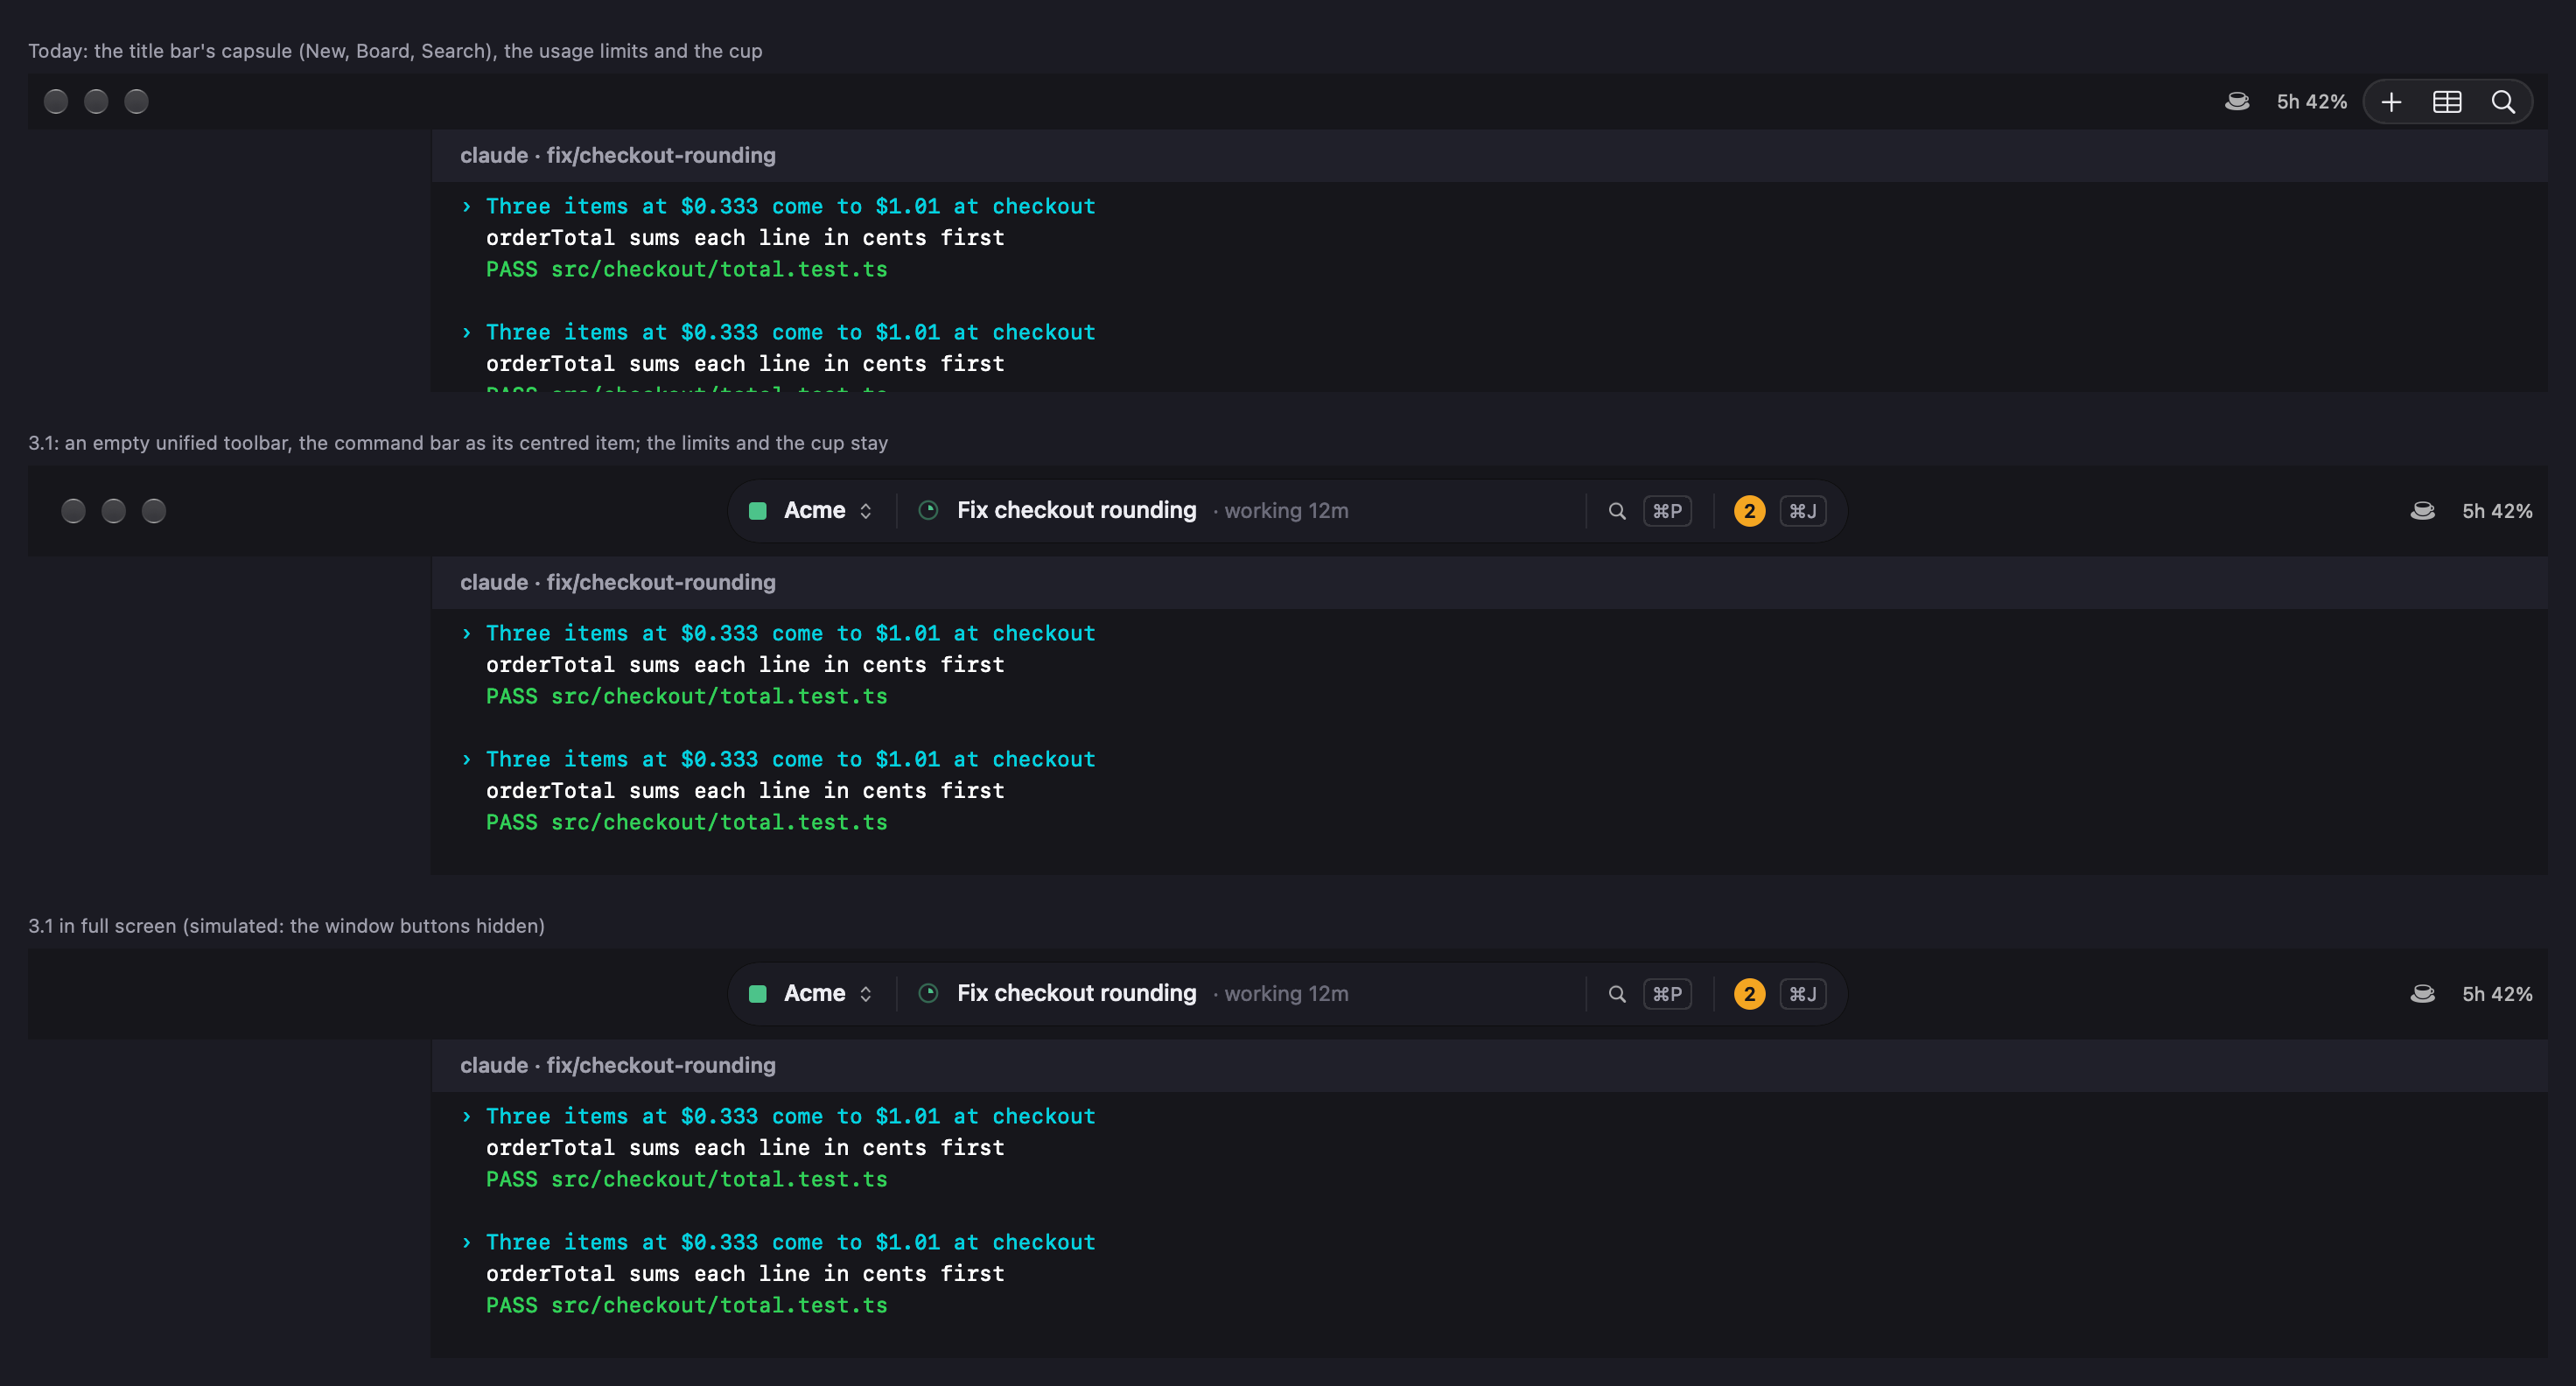 Today: the title bar's capsule (New, Board, Search), the usage limits and the cup
5h 42%
claude · fix/checkout-rounding
› Three items at $0.333 come to $1.01 at checkout
orderTotal sums each line in cents first
PASS src/checkout/total.test.ts
› Three items at $0.333 come to $1.01 at checkout
orderTotal sums each line in cents first
PASS src/checkout/total.test.ts
3.1: an empty unified toolbar, the command bar as its centred item; the limits and the cup stay
Acme Fix checkout rounding · working 12m ⌘P 2 ⌘J 5h 42%
claude · fix/checkout-rounding
› Three items at $0.333 come to $1.01 at checkout
orderTotal sums each line in cents first
PASS src/checkout/total.test.ts
› Three items at $0.333 come to $1.01 at checkout
orderTotal sums each line in cents first
PASS src/checkout/total.test.ts
3.1 in full screen (simulated: the window buttons hidden)
Acme Fix checkout rounding · working 12m ⌘P 2 ⌘J 5h 42%
claude · fix/checkout-rounding
› Three items at $0.333 come to $1.01 at checkout
orderTotal sums each line in cents first
PASS src/checkout/total.test.ts
› Three items at $0.333 come to $1.01 at checkout
orderTotal sums each line in cents first
PASS src/checkout/total.test.ts